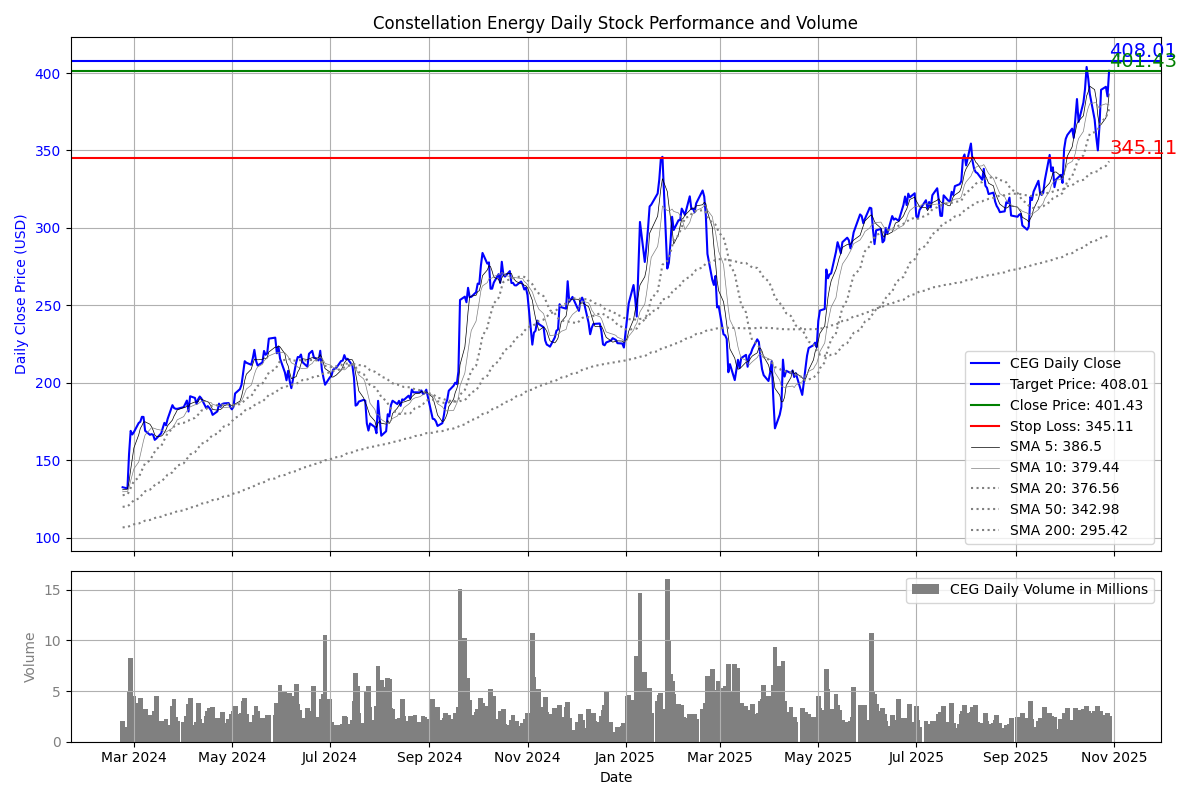 Constellation Energy Daily Stock Performance and Volume
408.01
401.43
345.11
400
350
300
250
200
150
100
Daily Close Price (USD)
CEG Daily Close
Target Price: 408.01
Close Price: 401.43
Stop Loss: 345.11
SMA 5: 386.5
SMA 10: 379.44
SMA 20: 376.56
SMA 50: 342.98
SMA 200: 295.42
15
10
5
0
Volume
CEG Daily Volume in Millions
Mar 2024 May 2024 Jul 2024 Sep 2024 Nov 2024 Jan 2025 Mar 2025 May 2025 Jul 2025 Sep 2025 Nov 2025
Date